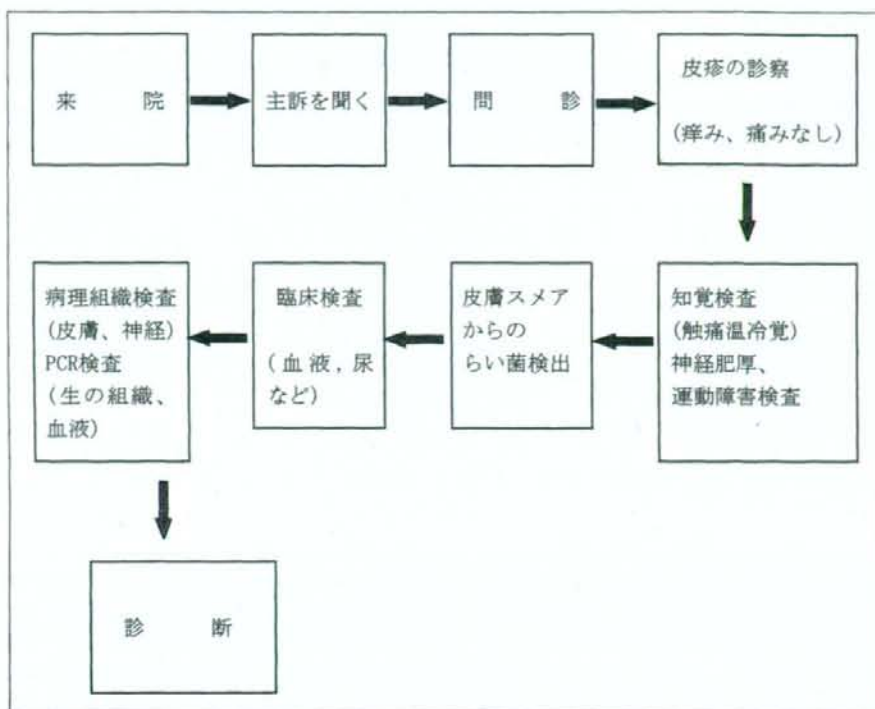 来　　院
主訴を聞く
問　　診
皮疹の診察
(痒み、痛みなし)
知覚検査
(触痛温冷覚)
神経肥厚、
運動障害検査
皮膚スメア
からの
らい菌検出
臨床検査
(血液,尿
など)
病理組織検査
(皮膚、神経)
PCR検査
(生の組織、
血液)
診　　断